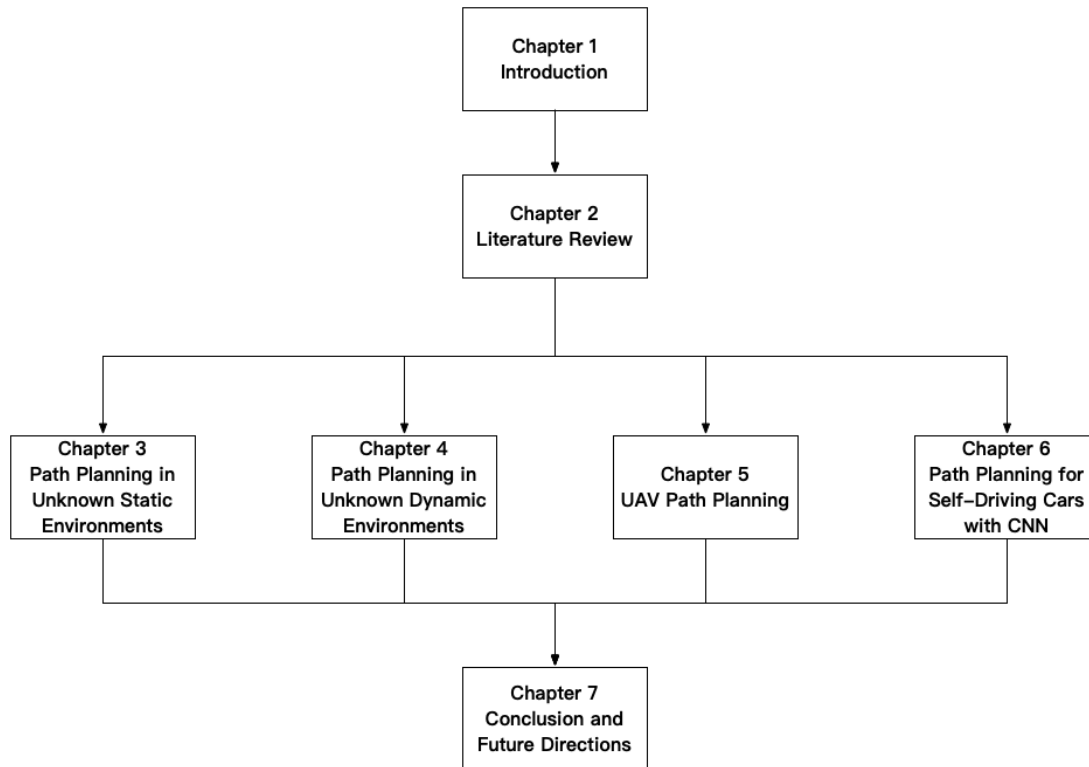 Chapter 1
Introduction
Chapter 2
Literature Review
Chapter 3
Path Planning in
Unknown Static
Environments
Chapter 4
Path Planning in
Unknown Dynamic
Environments
Chapter 5
UAV Path Planning
Chapter 6
Path Planning for
Self-Driving Cars
with CNN
Chapter 7
Conclusion and
Future Directions